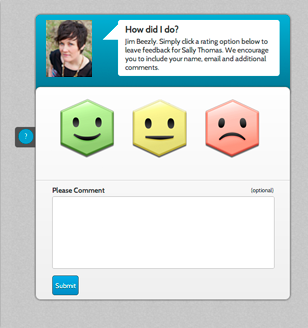 How did I do?
Jim Beezly. Simply click a rating option below to
leave feedback for Sally Thomas. We encourage
you to include your name, email and additional
comments.
?
Please Comment (optional)
Submit